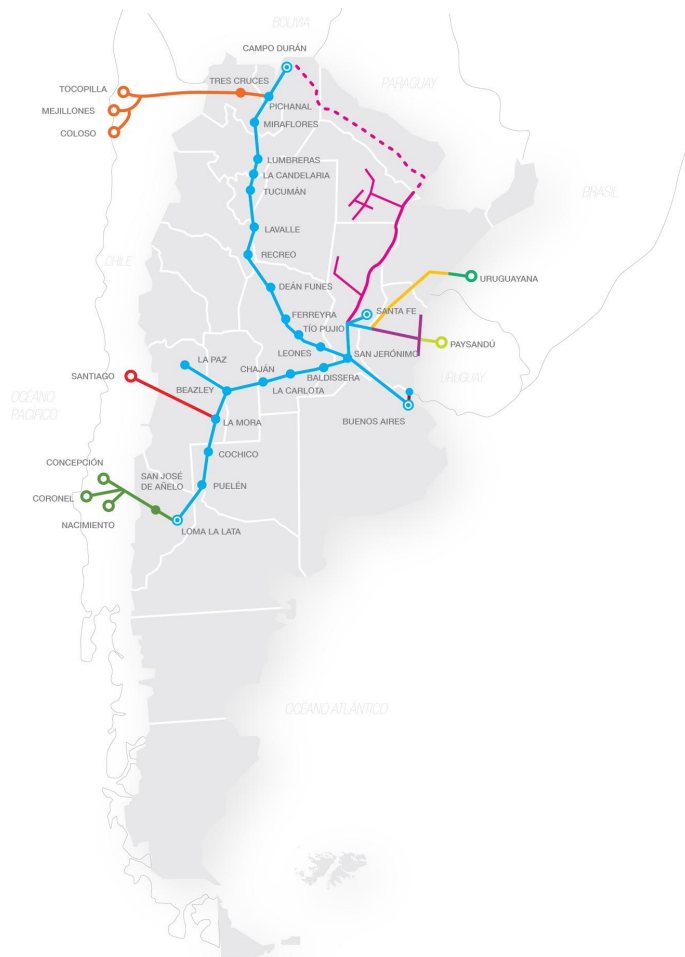 BOLIVIA
CAMPO DURÁN
PARAGUAY
TRES CRUCES
TOCOPILLA
PICHANAL
MEJILLONES
MIRAFLORES
COLOSO
LUMBRERAS
LA CANDELARIA
TUCUMÁN
BRASIL
LAVALLE
RECREO
CHILE
URUGUAYANA
DEÁN FUNES
SANTA FE
FERREYRA
TÍO PUJIO
PAYSANDÚ
LEONES
SAN JERÓNIMO
LA PAZ
CHAJÁN
BALDISSERA
SANTIAGO
URUGUAY
BEAZLEY
LA CARLOTA
OCÉANO
PACÍFICO
LA MORA
BUENOS AIRES
COCHICO
CONCEPCIÓN
SAN JOSÉ
DE AÑELO
PUELÉN
CORONEL
NACIMIENTO
LOMA LA LATA
OCÉANO ATLÁNTICO